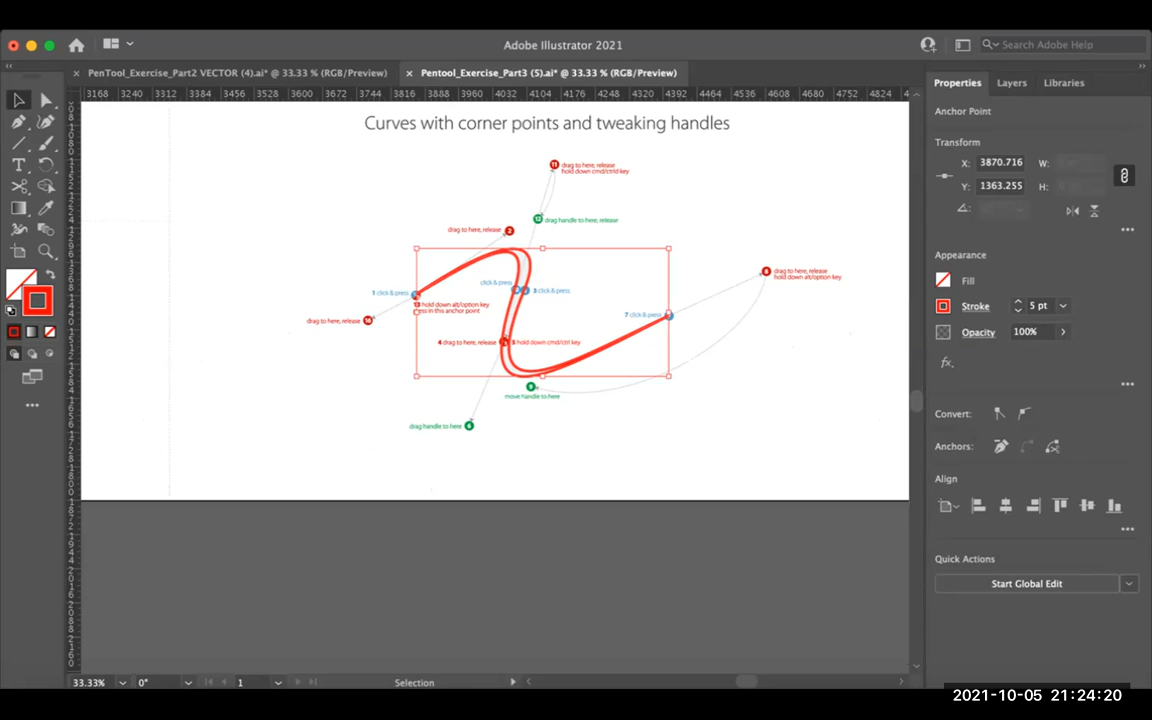 Adobe Illustrator 2021
Search Adobe Help
PenTool_Exercise_Part2 VECTOR (4).ai* @ 33.33 % (RGB/Preview)
Pentool_Exercise_Part3 (5).ai* @ 33.33 % (RGB/Preview)
3168 3240 3312 3384 3456 3528 3600 3672 3744 3816 3888 3960 4032 4104 4176 4248 4320 4392 4464 4536 4608 4680 4752 4824
Curves with corner points and tweaking handles
11 drag to here, release
hold down cmd/ctrld key
12 drag handle to here, release
drag to here, release 2
8 drag to here, release
hold down alt/option key
1 click & press
click & press
3 click & press
13 hold down alt/option key
in this anchor point
7 click & press
drag to here, release
4 drag to here, release
5 hold down cmd/ctrl key
9
move handle to here
drag handle to here 6
33.33%
0°
1
Selection
Properties
Layers
Libraries
Anchor Point
Transform
X: 3870.716
W:
Y: 1363.255
H:
Appearance
Fill
Stroke
5 pt
Opacity
100%
fx
Convert:
Anchors:
Align
Quick Actions
Start Global Edit
2021-10-05 21:24:20